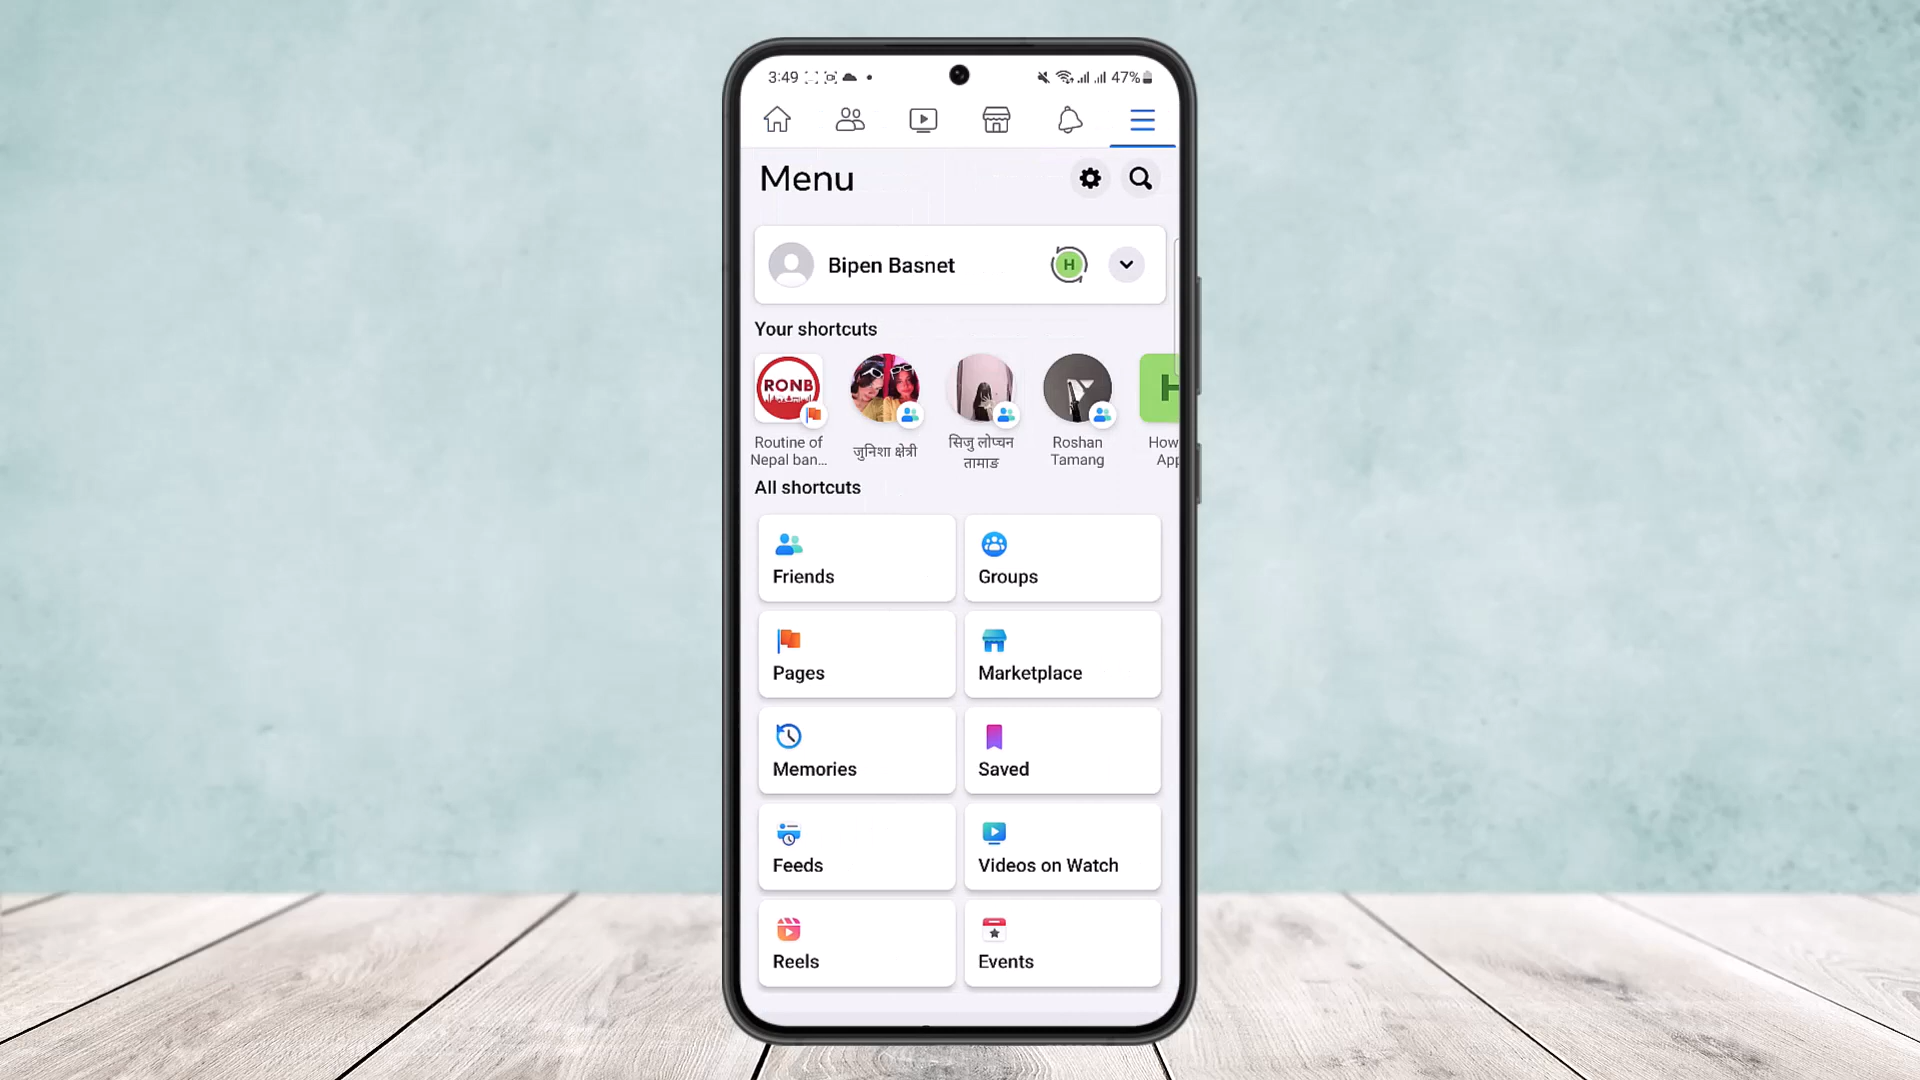 3:49
47%
Menu
Bipen Basnet
H
Your shortcuts
RONB
H
Routine of
Nepal ban...
जुनिशा क्षेत्री
सिजु लोप्चन
तामाङ
Roshan
Tamang
How
App
All shortcuts
Friends
Groups
Pages
Marketplace
Memories
Saved
Feeds
Videos on Watch
Reels
Events